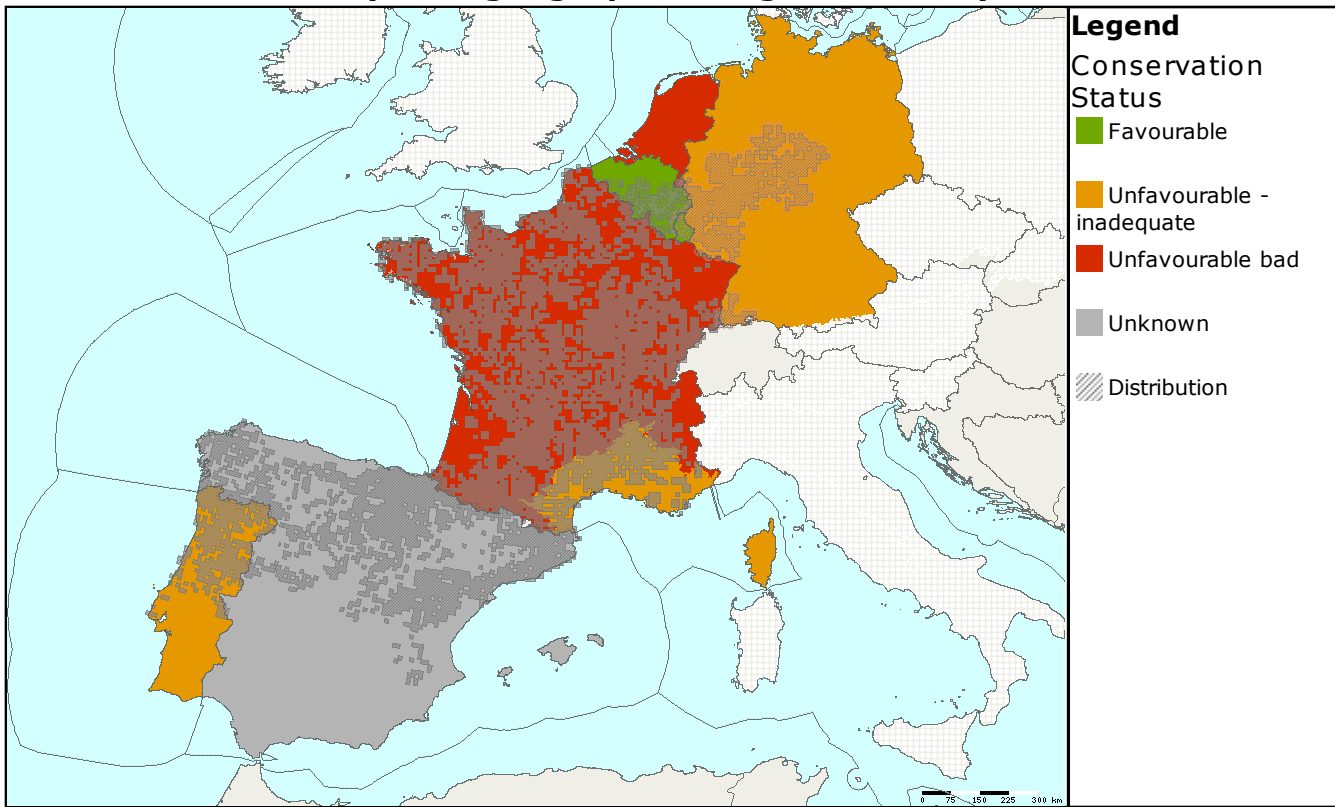 Legend
Conservation
Status
Favourable
Unfavourable -
inadequate
Unfavourable bad
Unknown
Distribution
0 75 150 225 300 km